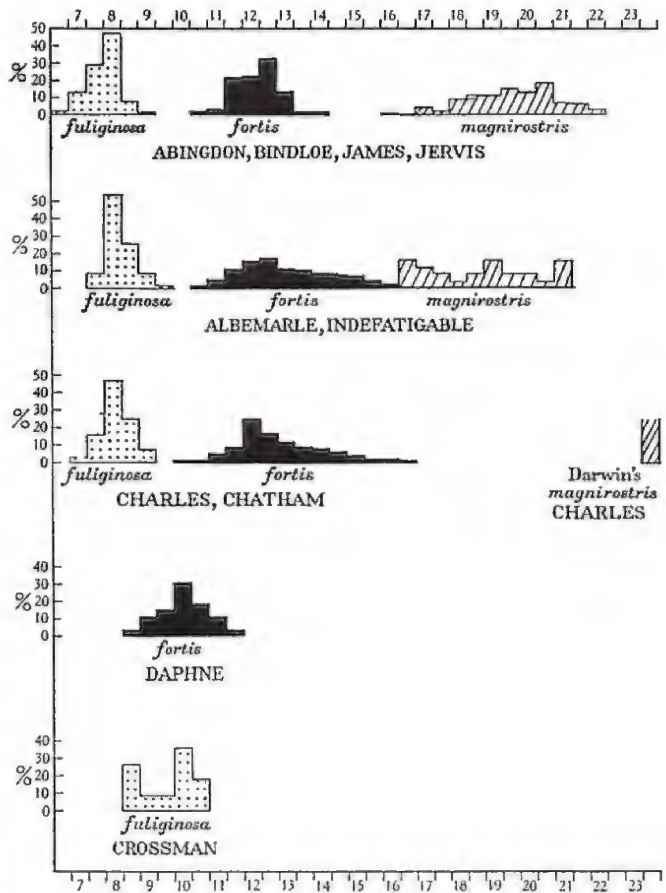 7 8 9 10 11 12 13 14 15 16 17 18 19 20 21 22 23
50
40
30
20
10
0
%
fuliginosa fortis magnirostris
ABINGDON, BINDLOE, JAMES, JERVIS
50
40
30
20
10
0
%
fuliginosa fortis magnirostris
ALBEMARLE, INDEFATIGABLE
50
40
30
20
10
0
%
fuliginosa fortis
CHARLES, CHATHAM
Darwin's
magnirostris
CHARLES
40
30
20
10
0
%
fortis
DAPHNE
40
30
20
10
0
%
fuliginosa
CROSSMAN
7 8 9 10 11 12 13 14 15 16 17 18 19 20 21 22 23